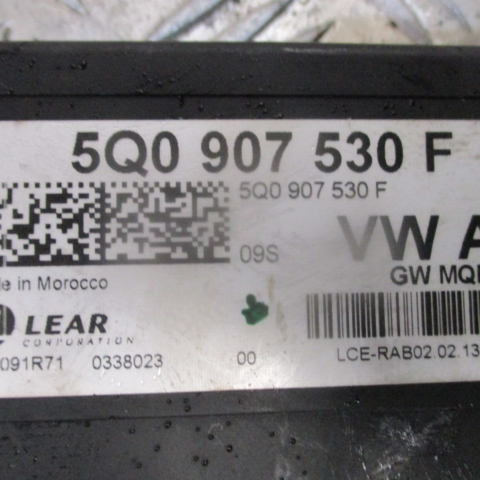 5Q0 907 530 F
5Q0 907 530 F
09S
VW A
GW MQ
in Morocco
LEAR
CORPORATION
091R71 0338023 00 LCE-RAB02.02.13